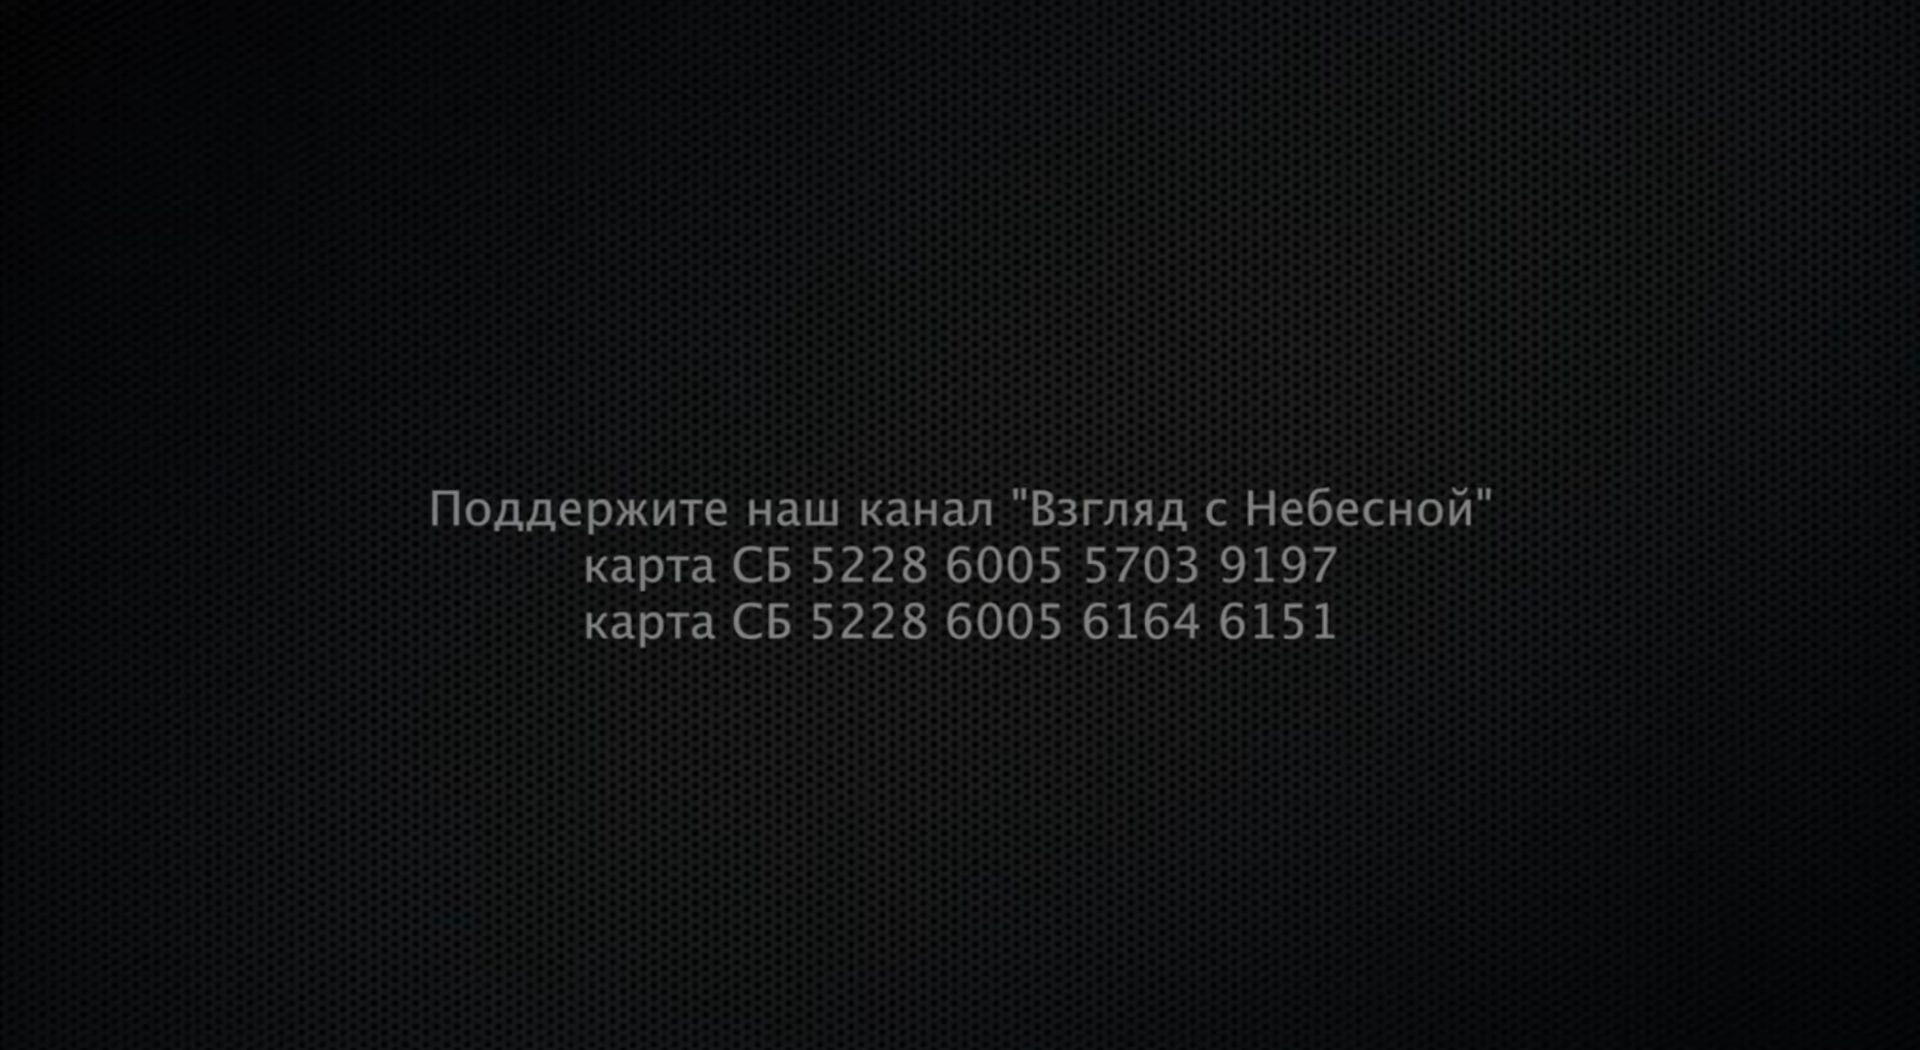 Поддержите наш канал "Взгляд с Небесной"
карта СБ 5228 6005 5703 9197
карта СБ 5228 6005 6164 6151